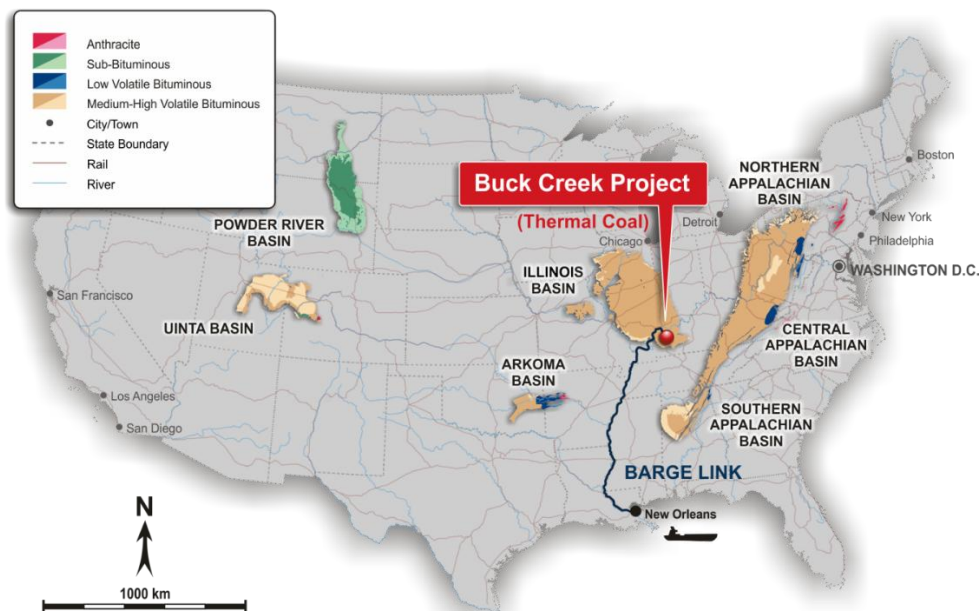 Anthracite
Sub-Bituminous
Low Volatile Bituminous
Medium-High Volatile Bituminous
City/Town
State Boundary
Rail
River
Buck Creek Project
(Thermal Coal)
NORTHERN
APPALACHIAN
BASIN
Boston
New York
Philadelphia
WASHINGTON D.C.
Detroit
Chicago
POWDER RIVER
BASIN
ILLINOIS
BASIN
San Francisco
UINTA BASIN
CENTRAL
APPALACHIAN
BASIN
ARKOMA
BASIN
Los Angeles
San Diego
SOUTHERN
APPALACHIAN
BASIN
BARGE LINK
New Orleans
N
1000 km